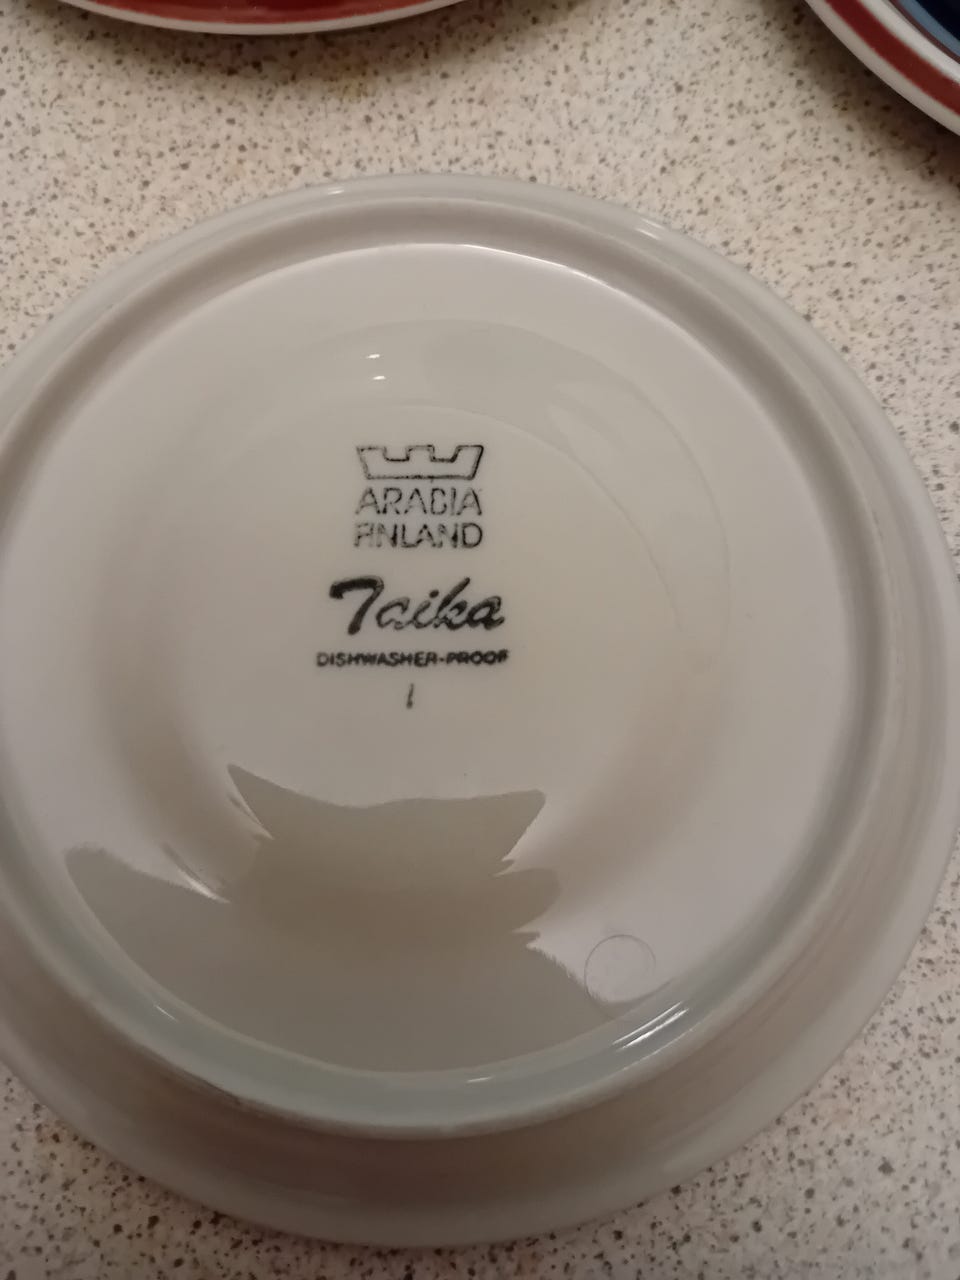 ARABIA
FINLAND
Taika
DISHWASHER-PROOF
1